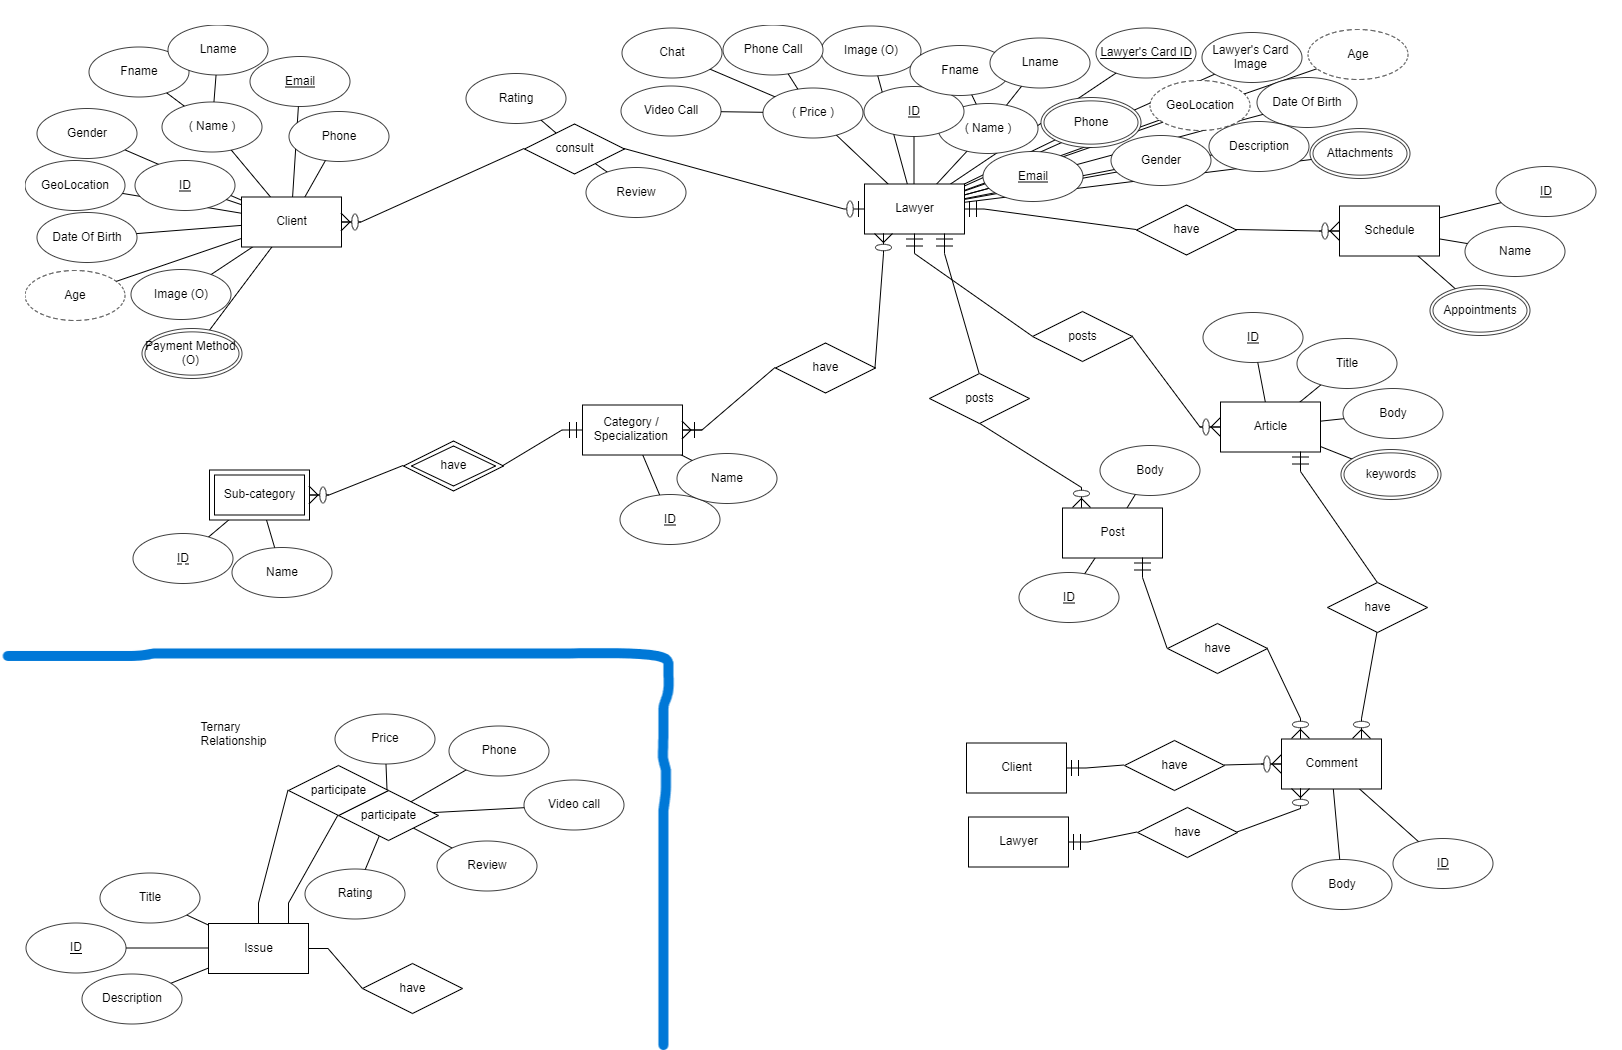 Lname
Fname
Email
( Name )
Gender
Phone
GeoLocation
ID
Client
Date Of Birth
Age
Image (O)
Payment Method
(O)
Rating
consult
Review
Chat
Phone Call
Image (O)
Fname
Lname
Lawyer's Card ID
Lawyer's Card
Image
Age
Video Call
( Price )
ID
( Name )
Phone
GeoLocation
Date Of Birth
Email
Gender
Description
Attachments
Lawyer
have
Schedule
ID
Name
Appointments
posts
ID
Title
Body
Article
keywords
have
posts
Category /
Specialization
Name
ID
have
Sub-category
ID
Name
Body
Post
ID
have
have
Client
have
Comment
Lawyer
have
Body
ID
Ternary
Relationship
Price
Phone
participate
participate
Video call
Review
Rating
Title
ID
Issue
Description
have